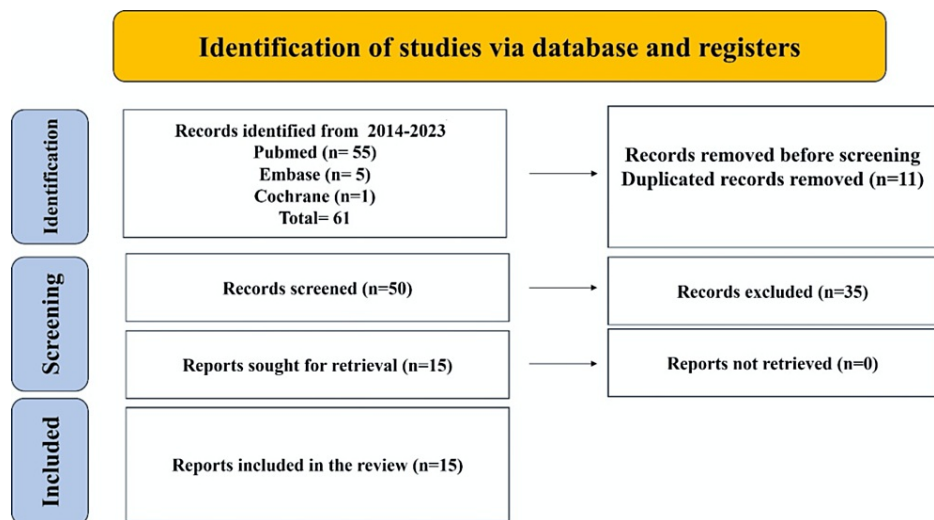 Identification of studies via database and registers
Identification
Records identified from 2014-2023
Pubmed (n= 55)
Embase (n= 5)
Cochrane (n=1)
Total= 61
Records removed before screening
Duplicated records removed (n=11)
Screening
Records screened (n=50)
Records excluded (n=35)
Reports sought for retrieval (n=15)
Reports not retrieved (n=0)
Included
Reports included in the review (n=15)